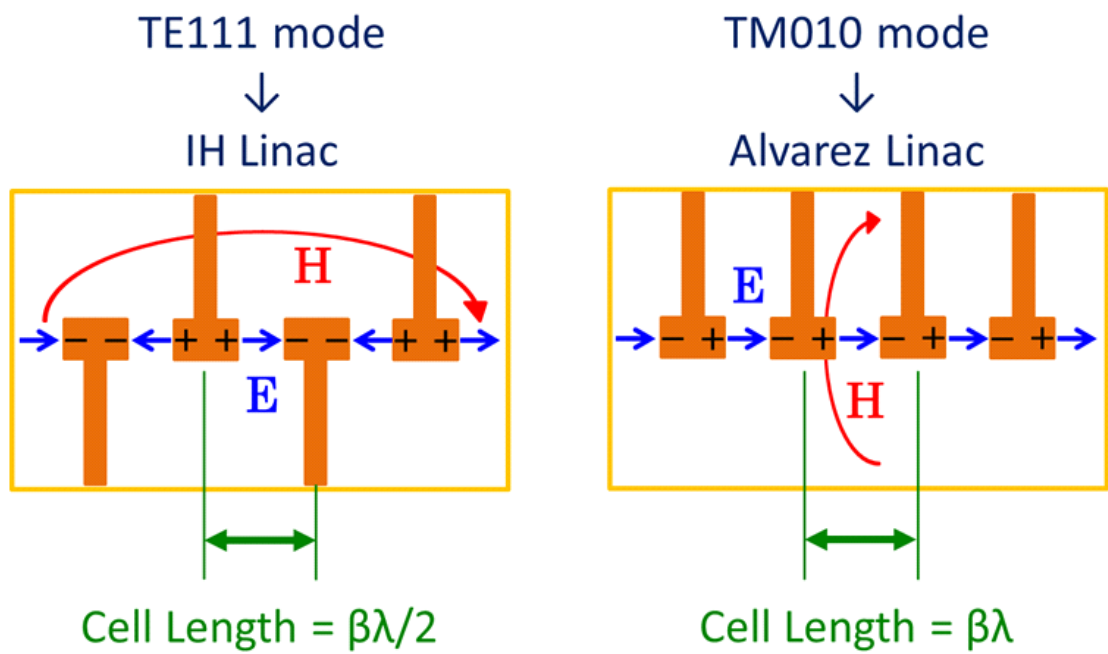 TE111 mode
↓
IH Linac
H
− − + + − − + +
E
Cell Length = βλ/2
TM010 mode
↓
Alvarez Linac
E
− + − + − + − +
H
Cell Length = βλ